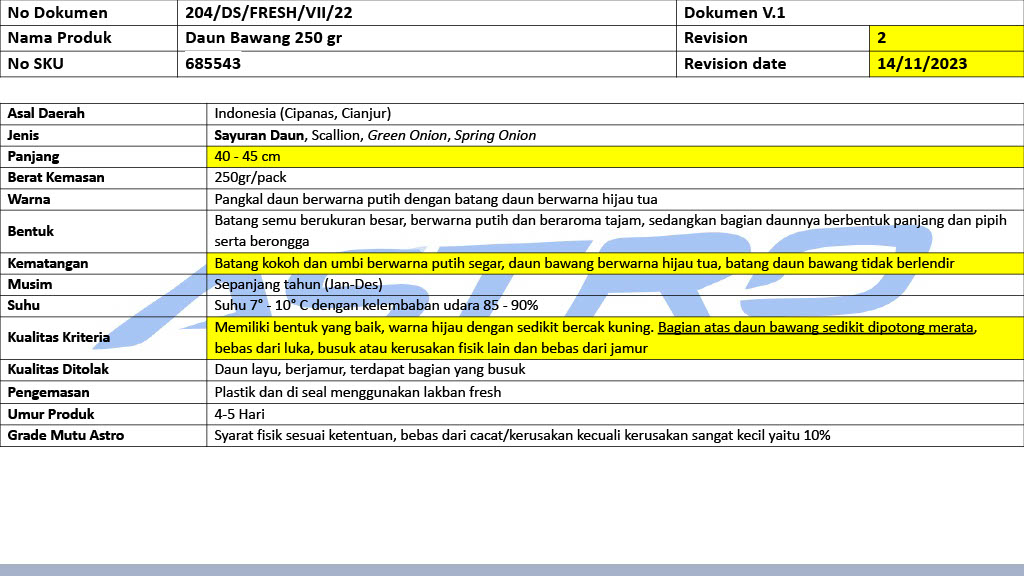 No Dokumen 204/DS/FRESH/VII/22 Dokumen V.1
Nama Produk Daun Bawang 250 gr Revision 2
No SKU 685543 Revision date 14/11/2023
Asal Daerah Indonesia (Cipanas, Cianjur)
Jenis Sayuran Daun, Scallion, Green Onion, Spring Onion
Panjang 40 - 45 cm
Berat Kemasan 250gr/pack
Warna Pangkal daun berwarna putih dengan batang daun berwarna hijau tua
Bentuk Batang semu berukuran besar, berwarna putih dan beraroma tajam, sedangkan bagian daunnya berbentuk panjang dan pipih
serta berongga
Kematangan Batang kokoh dan umbi berwarna putih segar, daun bawang berwarna hijau tua, batang daun bawang tidak berlendir
Musim Sepanjang tahun (Jan-Des)
Suhu Suhu 7° - 10° C dengan kelembaban udara 85 - 90%
Kualitas Kriteria Memiliki bentuk yang baik, warna hijau dengan sedikit bercak kuning. Bagian atas daun bawang sedikit dipotong merata,
bebas dari luka, busuk atau kerusakan fisik lain dan bebas dari jamur
Kualitas Ditolak Daun layu, berjamur, terdapat bagian yang busuk
Pengemasan Plastik dan di seal menggunakan lakban fresh
Umur Produk 4-5 Hari
Grade Mutu Astro Syarat fisik sesuai ketentuan, bebas dari cacat/kerusakan kecuali kerusakan sangat kecil yaitu 10%
ASTRO